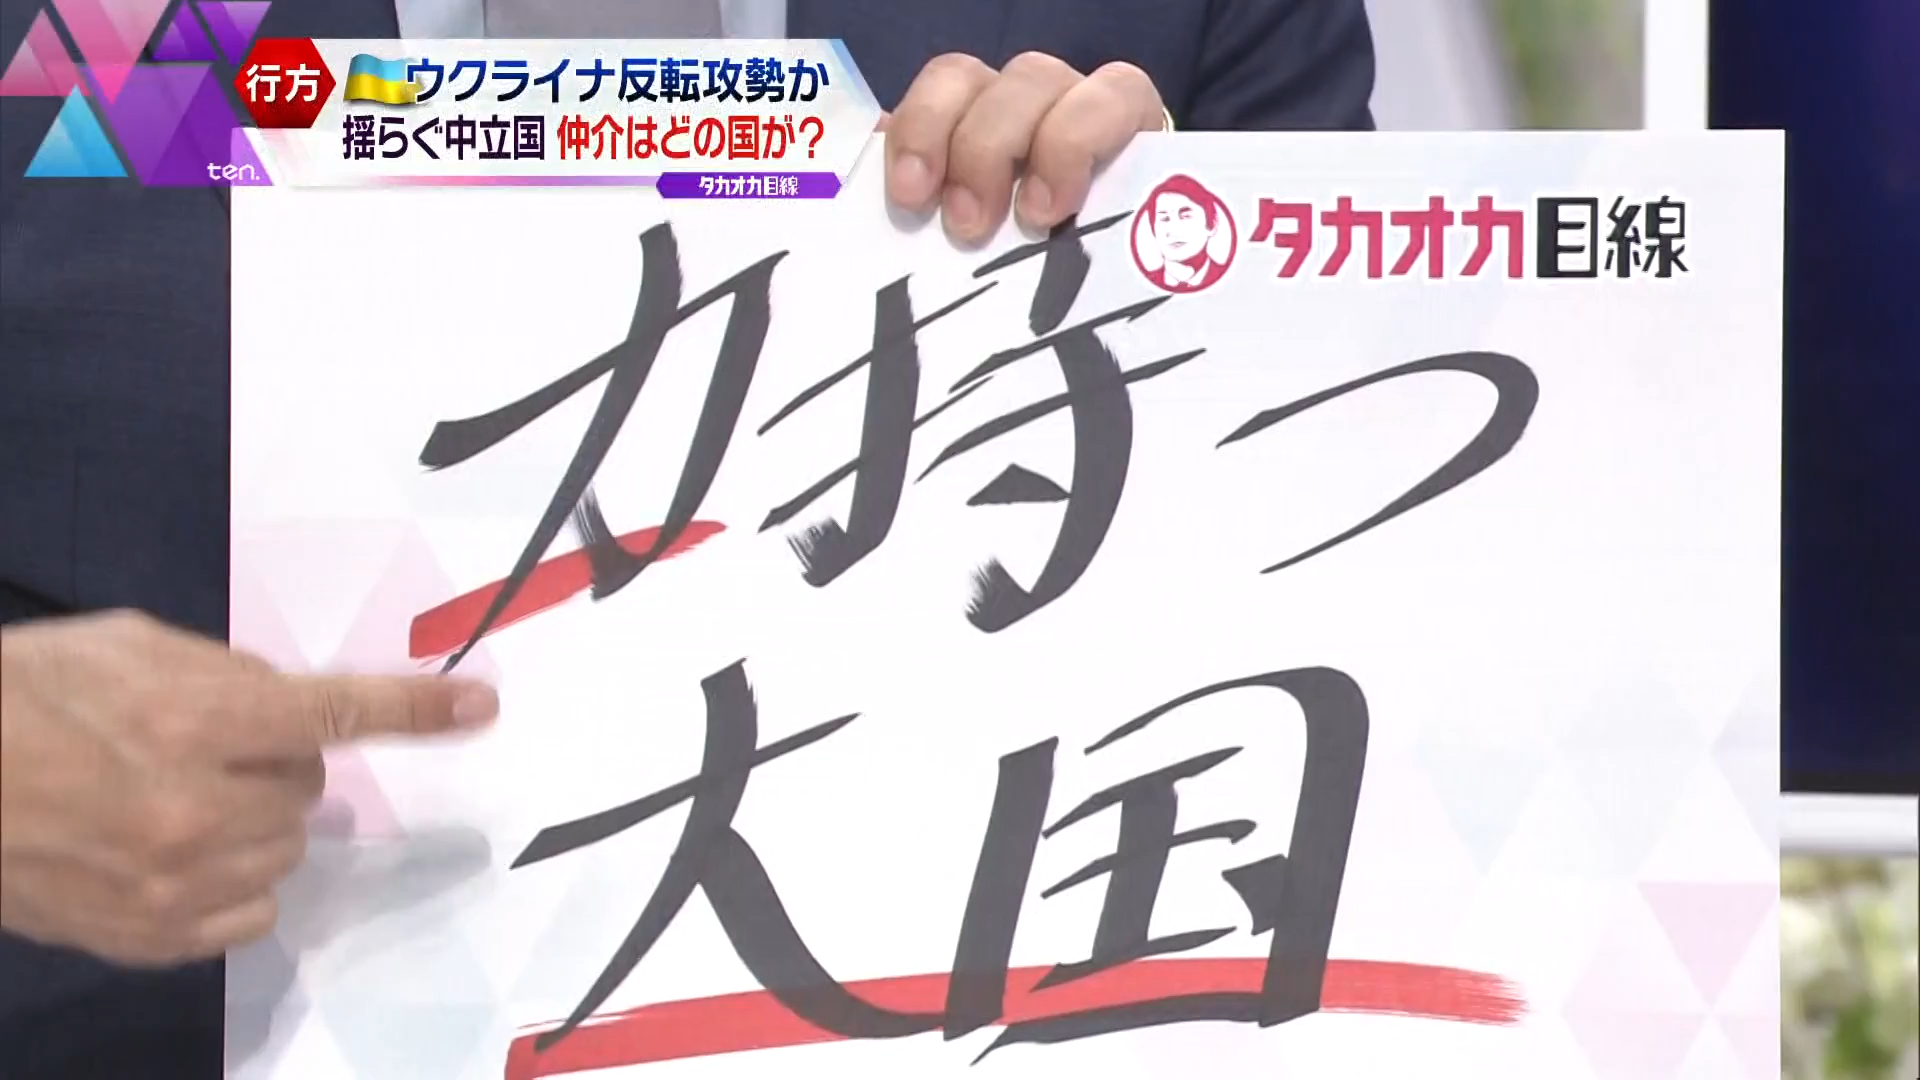 行方
ウクライナ反転攻勢か
揺らぐ中立国 仲介はどの国が?
タカオカ目線
ten.
タカオカ目線
力持つ
大国